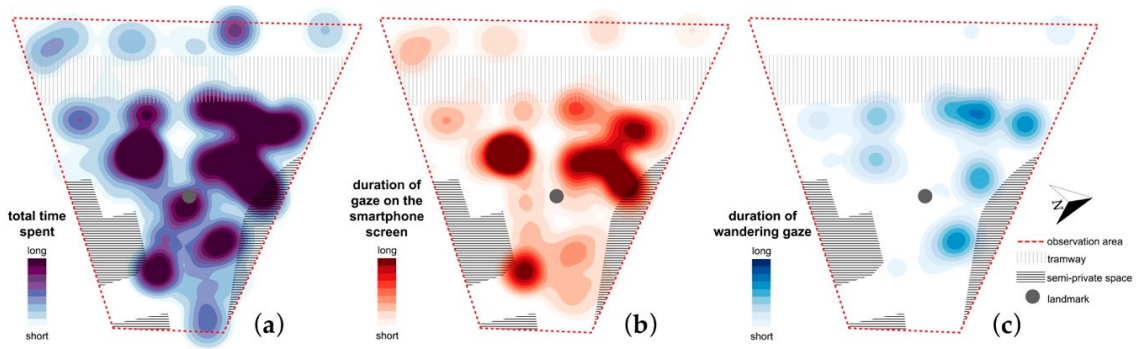 total time
spent
long
short
(a)
duration of
gaze on the
smartphone
screen
long
short
(b)
duration of
wandering gaze
long
short
(c)
N
observation area
tramway
semi-private space
landmark